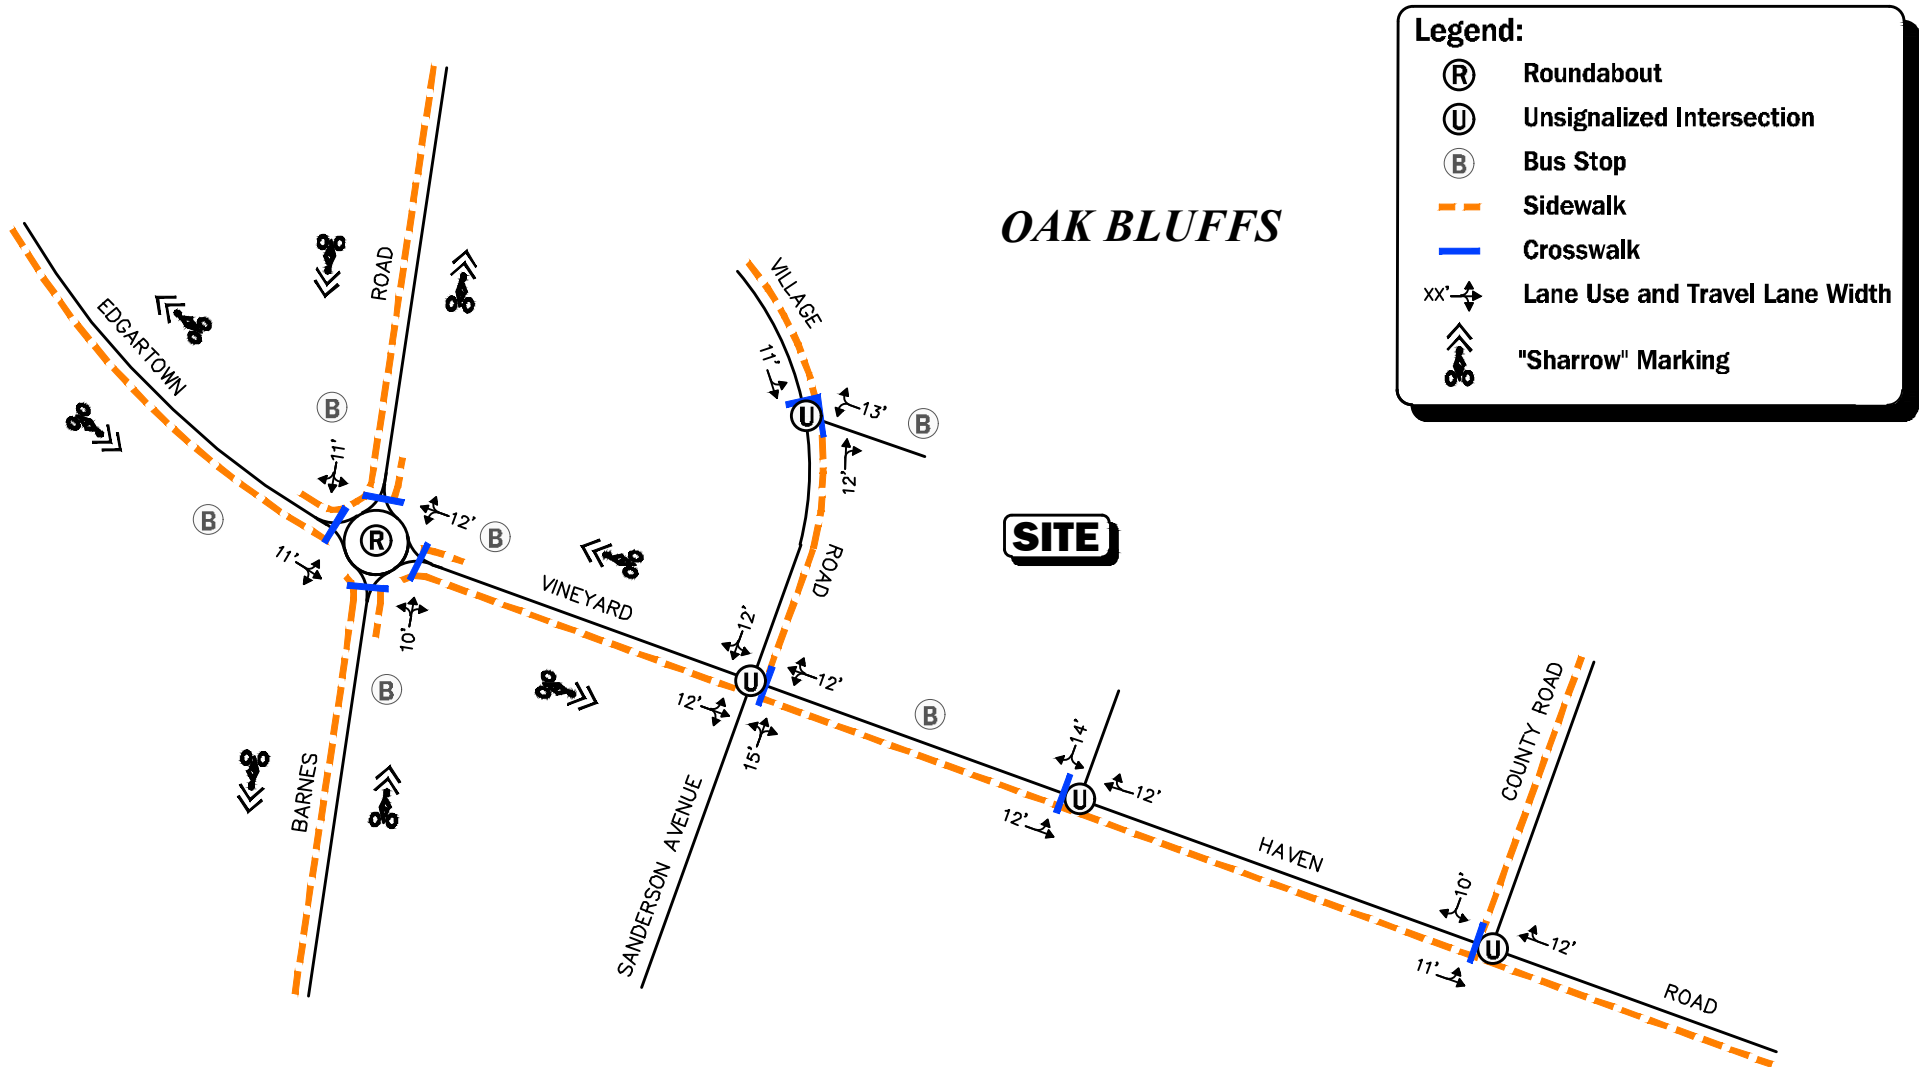 Legend:
R Roundabout
U Unsignalized Intersection
B Bus Stop
Sidewalk
Crosswalk
XX' Lane Use and Travel Lane Width
"Sharrow" Marking
OAK BLUFFS
SITE
EDGARTOWN
ROAD
VILLAGE
11'
13'
B
U
12'
B
11'
B
12'
B
R
11'
10'
B
VINEYARD
ROAD
12'
U
12'
12'
15'
B
BARNES
SANDERSON AVENUE
14'
12'
U
12'
HAVEN
COUNTY ROAD
10'
12'
U
11'
ROAD